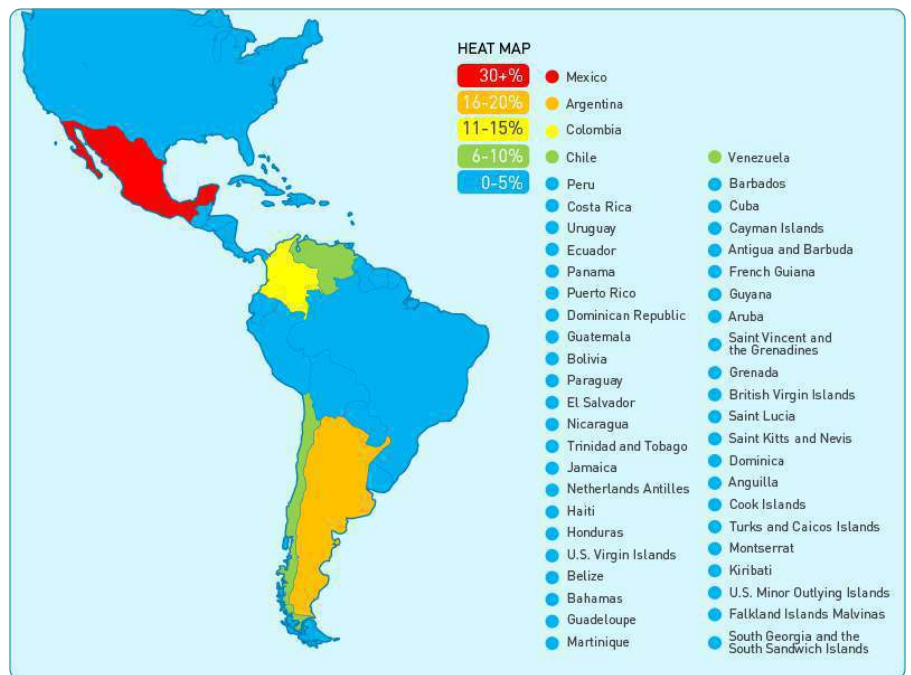 HEAT MAP
30+%
Mexico
16-20%
Argentina
11-15%
Colombia
6-10%
Chile
0-5%
Peru
Costa Rica
Uruguay
Ecuador
Panama
Puerto Rico
Dominican Republic
Guatemala
Bolivia
Paraguay
El Salvador
Nicaragua
Trinidad and Tobago
Jamaica
Netherlands Antilles
Haiti
Honduras
U.S. Virgin Islands
Belize
Bahamas
Guadeloupe
Martinique
Venezuela
Barbados
Cuba
Cayman Islands
Antigua and Barbuda
French Guiana
Guyana
Aruba
Saint Vincent and
the Grenadines
Grenada
British Virgin Islands
Saint Lucia
Saint Kitts and Nevis
Dominica
Anguilla
Cook Islands
Turks and Caicos Islands
Montserrat
Kiribati
U.S. Minor Outlying Islands
Falkland Islands Malvinas
South Georgia and the
South Sandwich Islands